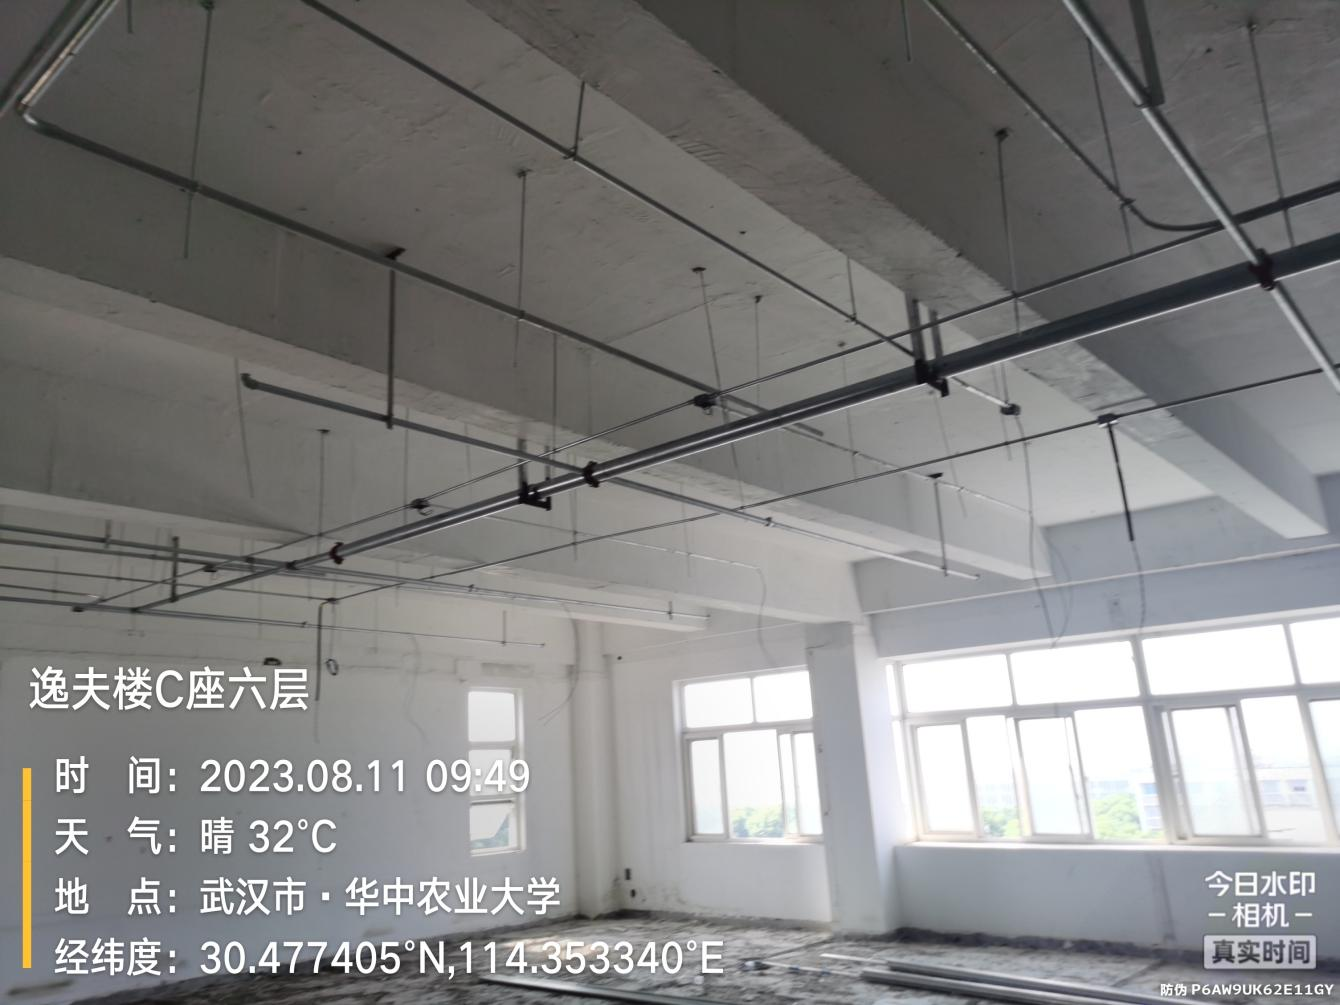 逸夫楼C座六层
时 间：2023.08.11 09:49
天 气：晴 32°C
地 点：武汉市·华中农业大学
经纬度：30.477405°N,114.353340°E
今日水印
-相机-
真实时间
防伪 P6AW9UK62E11GY